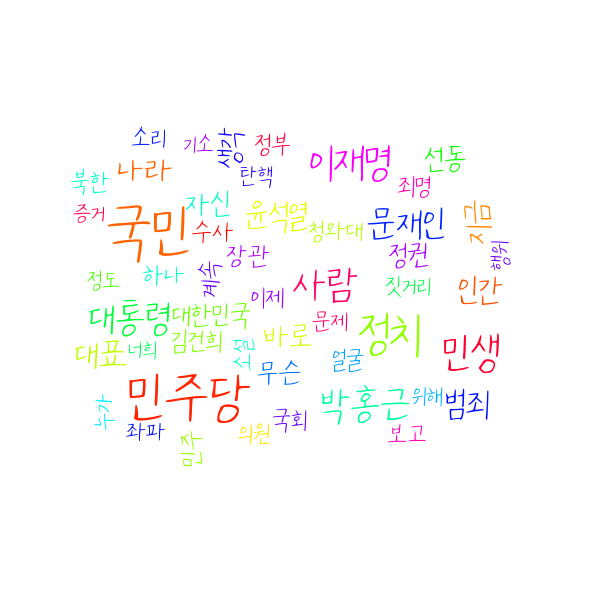 소리
기소
생각
정부
이재명
선동
탄핵
죄명
북한
나라
증거
국민
자신
수사
윤석열
청와대
문재인
지금
정권
행위
장관
계속
정도
하나
이제
사람
짓거리
인간
대통령
대한민국
문제
정치
대표
너희
김건희
소설
바로
얼굴
민생
무슨
민주당
누가
좌파
민주
의원
국회
박홍근
위해
범죄
보고